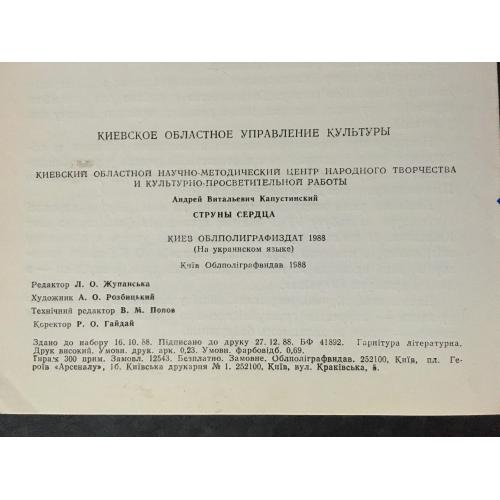 КИЕВСКОЕ ОБЛАСТНОЕ УПРАВЛЕНИЕ КУЛЬТУРЫ
КИЕВСКИЙ ОБЛАСТНОЙ НАУЧНО-МЕТОДИЧЕСКИЙ ЦЕНТР НАРОДНОГО ТВОРЧЕСТВА
И КУЛЬТУРНО-ПРОСВЕТИТЕЛЬНОЙ РАБОТЫ
Андрей Витальевич Капустинский
СТРУНЫ СЕРДЦА
КИЕВ ОБЛПОЛИГРАФИЗДАТ 1988
(На украинском языке)
Київ Облполіграфвидав 1988
Редактор Л. О. Жупанська
Художник А. О. Розбицький
Технічний редактор В. М. Попов
Коректор Р. О. Гайдай
Здано до набору 16.10.88. Підписано до друку 27.12.88. БФ 41892. Гарнітура літературна.
Друк високий. Умовн. друк. арк. 0,23. Умовн. фарбовідб. 0,69.
Тираж 300 прим. Замовл. 12543. Безплатно. Замовне. Облполіграфвидав. 252100, Київ, пл. Ге-
роїв «Арсеналу», 1б. Київська друкарня № 1. 252100, Київ, вул. Краківська, 5.